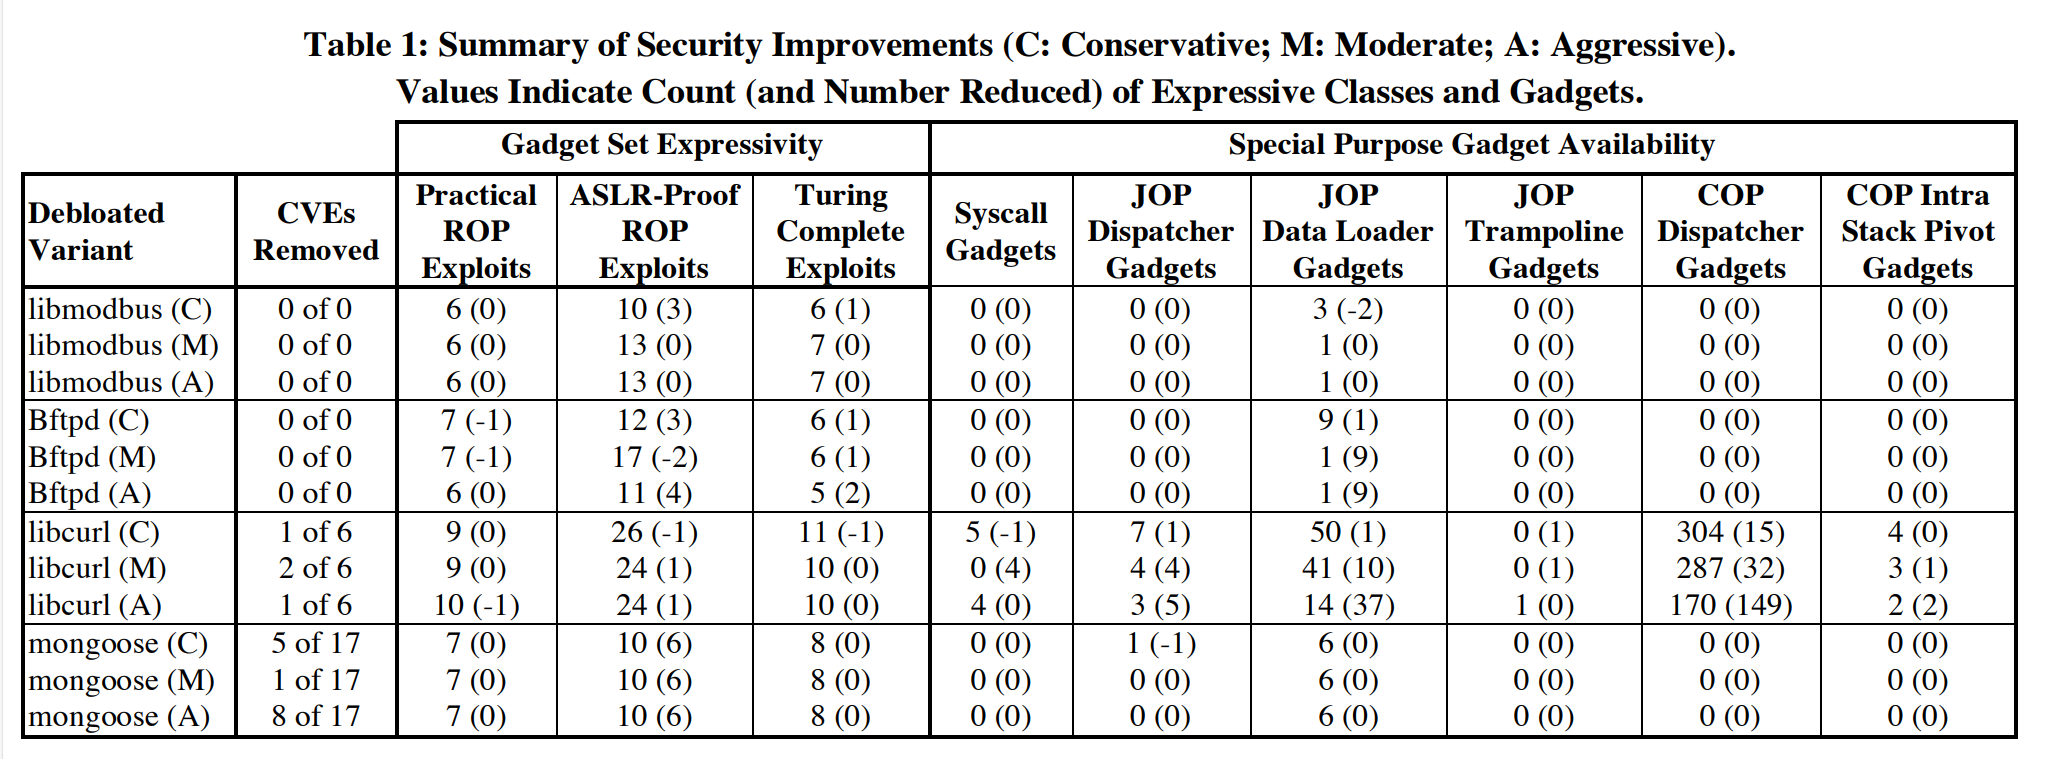 Table 1: Summary of Security Improvements (C: Conservative; M: Moderate; A: Aggressive).
Values Indicate Count (and Number Reduced) of Expressive Classes and Gadgets.
Gadget Set Expressivity Special Purpose Gadget Availability
Debloated Variant CVEs Removed Practical ROP Exploits ASLR-Proof ROP Exploits Turing Complete Exploits Syscall Gadgets JOP Dispatcher Gadgets JOP Data Loader Gadgets JOP Trampoline Gadgets COP Dispatcher Gadgets COP Intra Stack Pivot Gadgets
libmodbus (C) 0 of 0 6 (0) 10 (3) 6 (1) 0 (0) 0 (0) 3 (-2) 0 (0) 0 (0) 0 (0)
libmodbus (M) 0 of 0 6 (0) 13 (0) 7 (0) 0 (0) 0 (0) 1 (0) 0 (0) 0 (0) 0 (0)
libmodbus (A) 0 of 0 6 (0) 13 (0) 7 (0) 0 (0) 0 (0) 1 (0) 0 (0) 0 (0) 0 (0)
Bftpd (C) 0 of 0 7 (-1) 12 (3) 6 (1) 0 (0) 0 (0) 9 (1) 0 (0) 0 (0) 0 (0)
Bftpd (M) 0 of 0 7 (-1) 17 (-2) 6 (1) 0 (0) 0 (0) 1 (9) 0 (0) 0 (0) 0 (0)
Bftpd (A) 0 of 0 6 (0) 11 (4) 5 (2) 0 (0) 0 (0) 1 (9) 0 (0) 0 (0) 0 (0)
libcurl (C) 1 of 6 9 (0) 26 (-1) 11 (-1) 5 (-1) 7 (1) 50 (1) 0 (1) 304 (15) 4 (0)
libcurl (M) 2 of 6 9 (0) 24 (1) 10 (0) 0 (4) 4 (4) 41 (10) 0 (1) 287 (32) 3 (1)
libcurl (A) 1 of 6 10 (-1) 24 (1) 10 (0) 4 (0) 3 (5) 14 (37) 1 (0) 170 (149) 2 (2)
mongoose (C) 5 of 17 7 (0) 10 (6) 8 (0) 0 (0) 1 (-1) 6 (0) 0 (0) 0 (0) 0 (0)
mongoose (M) 1 of 17 7 (0) 10 (6) 8 (0) 0 (0) 0 (0) 6 (0) 0 (0) 0 (0) 0 (0)
mongoose (A) 8 of 17 7 (0) 10 (6) 8 (0) 0 (0) 0 (0) 6 (0) 0 (0) 0 (0) 0 (0)